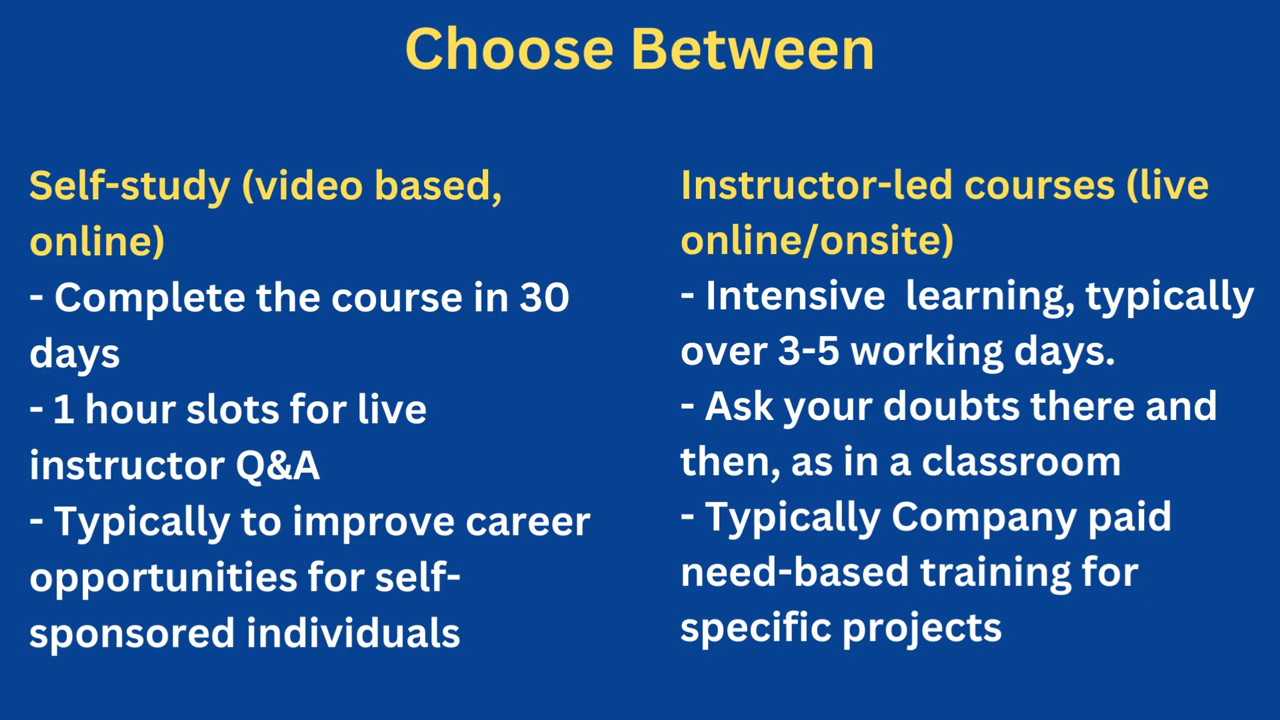 Choose Between
Self-study (video based,
online)
- Complete the course in 30
days
- 1 hour slots for live
instructor Q&A
- Typically to improve career
opportunities for self-
sponsored individuals
Instructor-led courses (live
online/onsite)
- Intensive  learning, typically
over 3-5 working days.
- Ask your doubts there and
then, as in a classroom
- Typically Company paid
need-based training for
specific projects